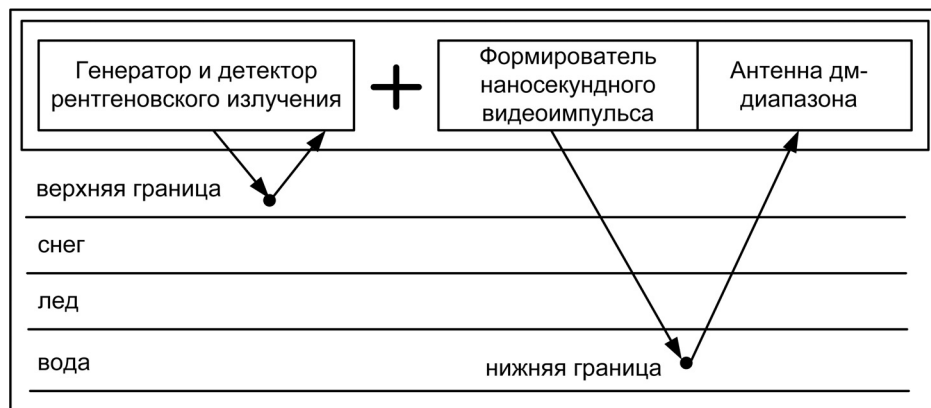 Генератор и детектор
рентгеновского излучения
+
Формирователь
наносекундного
видеоимпульса
Антенна дм-
диапазона
верхняя граница
снег
лед
вода
нижняя граница